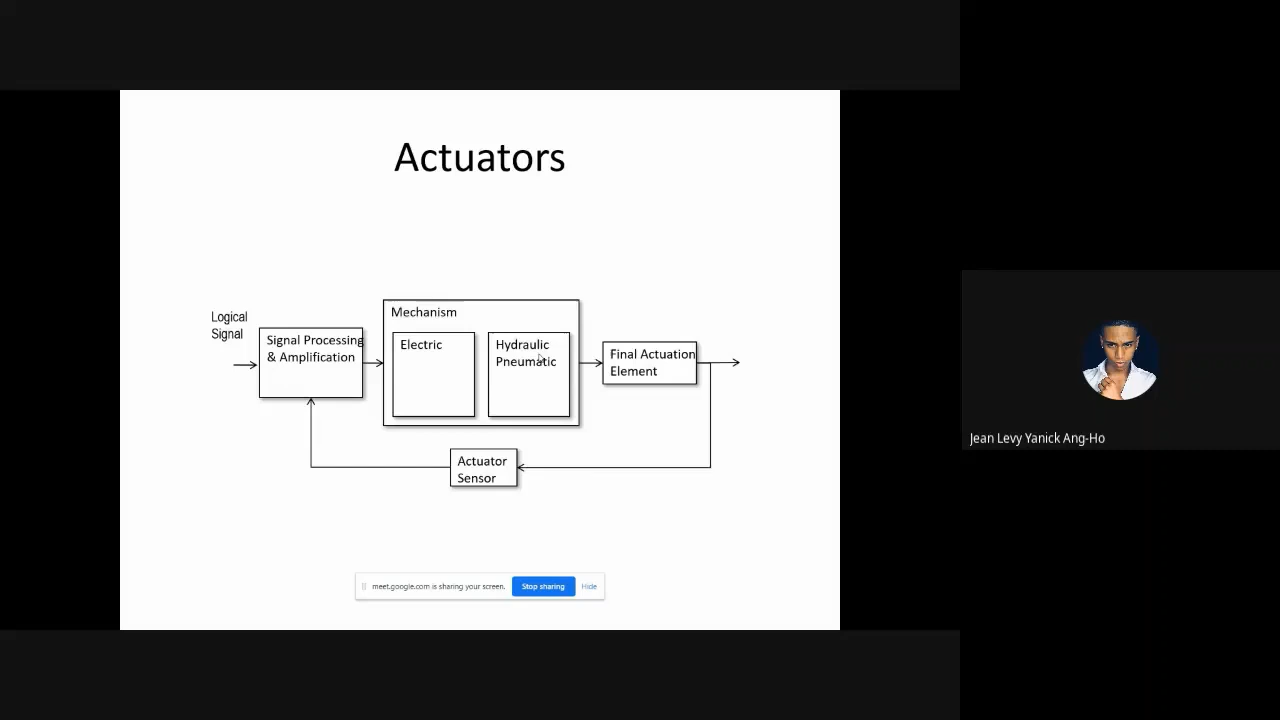 Actuators
Logical
Signal
Signal Processing
& Amplification
Mechanism
Electric
Hydraulic
Pneumatic
Final Actuation
Element
Actuator
Sensor
meet.google.com is sharing your screen. Stop sharing Hide
Jean Levy Yanick Ang-Ho